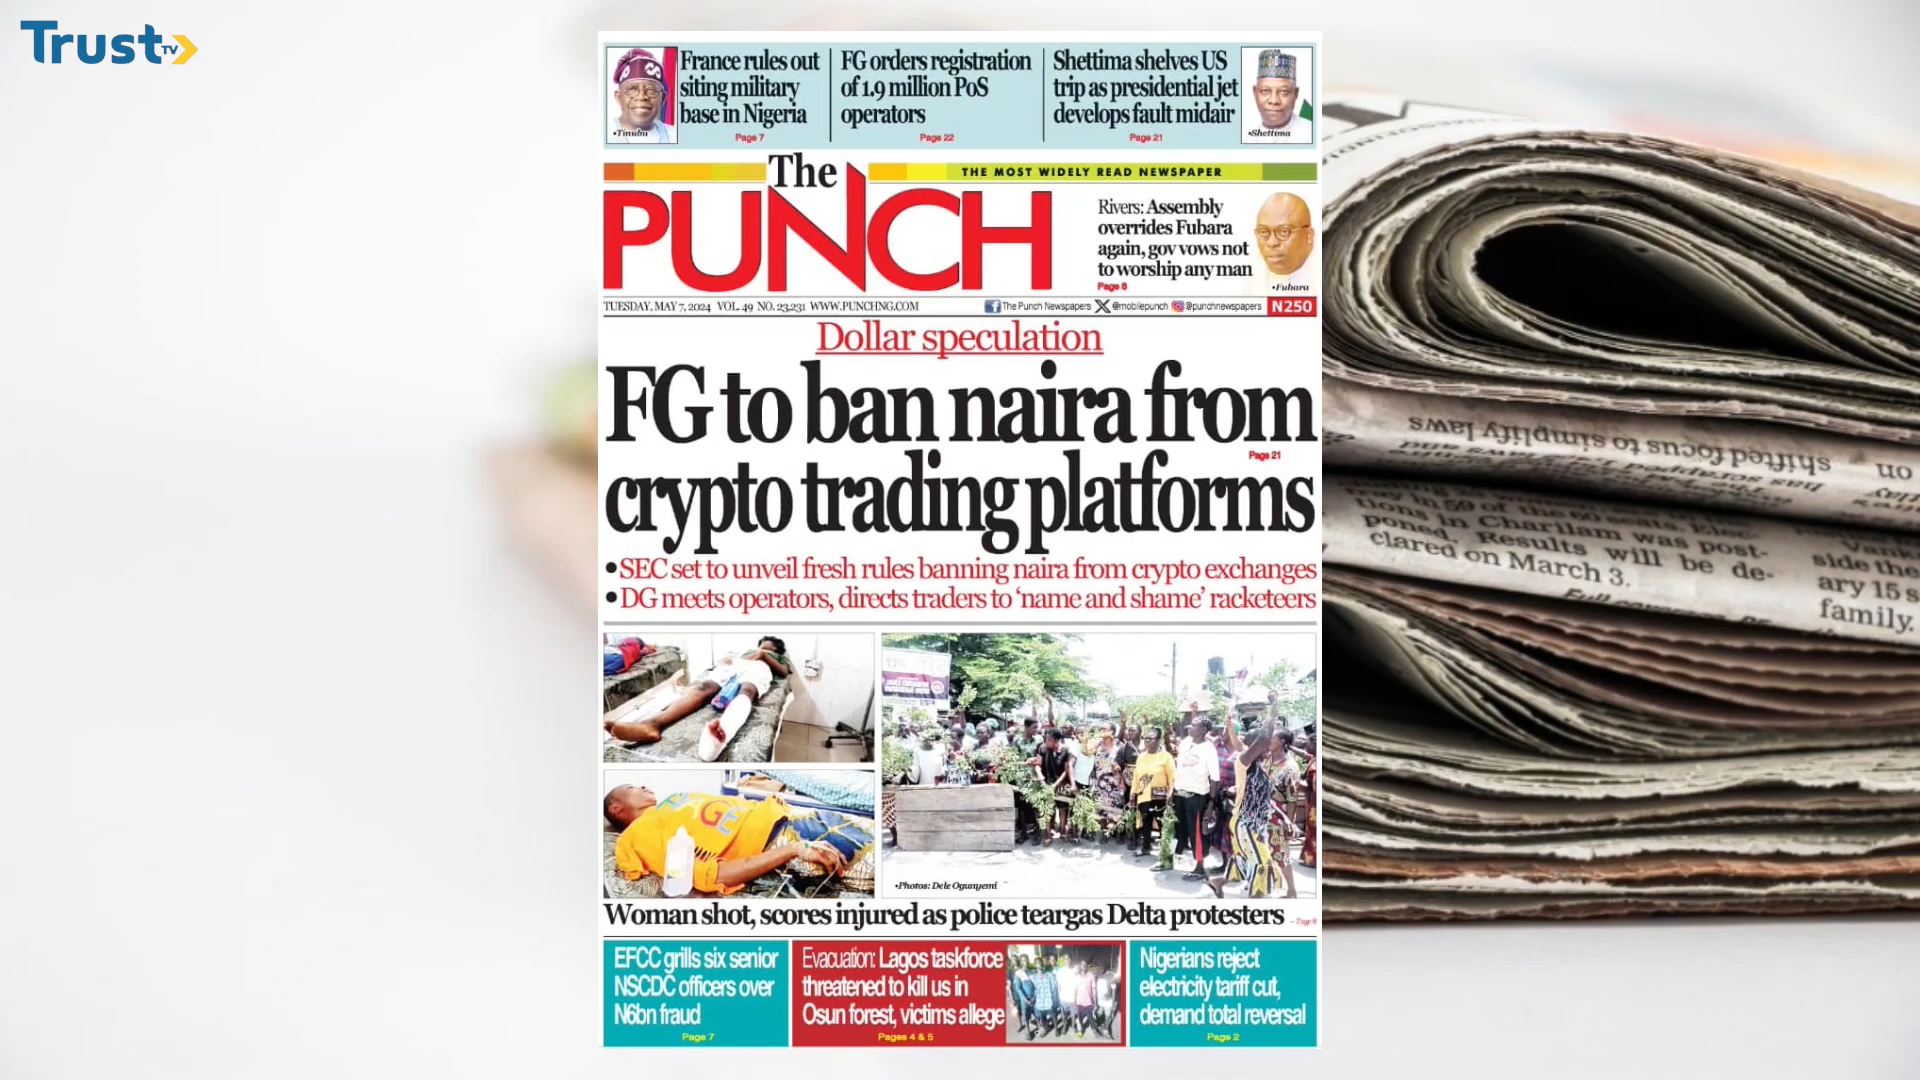 Trust TV
France rules out
siting military
base in Nigeria
Page 7
•Tinubu
FG orders registration
of 1.9 million PoS
operators
Page 22
Shettima shelves US
trip as presidential jet
develops fault midair
Page 21
•Shettima
THE MOST WIDELY READ NEWSPAPER
The
PUNCH
Rivers: Assembly
overrides Fubara
again, gov vows not
to worship any man
Page 8
•Fubara
TUESDAY, MAY 7, 2024 VOL. 49 NO. 23,231 WWW.PUNCHNG.COM
The Punch Newspapers @mobilepunch @punchnewspapers N250
Dollar speculation
FG to ban naira from
Page 21
crypto trading platforms
•SEC set to unveil fresh rules banning naira from crypto exchanges
•DG meets operators, directs traders to ‘name and shame’ racketeers
•Photos: Dele Ogunyemi
Woman shot, scores injured as police teargas Delta protesters
EFCC grills six senior
NSCDC officers over
N6bn fraud
Page 7
Evacuation: Lagos taskforce
threatened to kill us in
Osun forest, victims allege
Pages 4 & 5
Nigerians reject
electricity tariff cut,
demand total reversal
Page 2
shifted focus to simplify laws
on
tions in Charilam was post-
poned. Results will be de-
clared on March 3.
side the
ary 15 s
family.